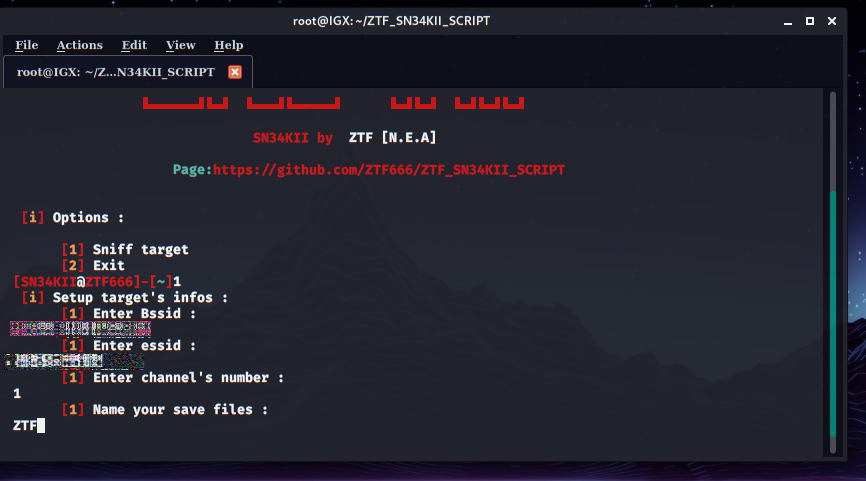 root@IGX: ~/ZTF_SN34KII_SCRIPT
File Actions Edit View Help
root@IGX: ~/Z...N34KII_SCRIPT
SN34KII by ZTF [N.E.A]
Page:https://github.com/ZTF666/ZTF_SN34KII_SCRIPT
[i] Options :
[1] Sniff target
[2] Exit
[SN34KII@ZTF666]-[~]1
[i] Setup target's infos :
[1] Enter Bssid :
[1] Enter essid :
[1] Enter channel's number :
1
[1] Name your save files :
ZTF